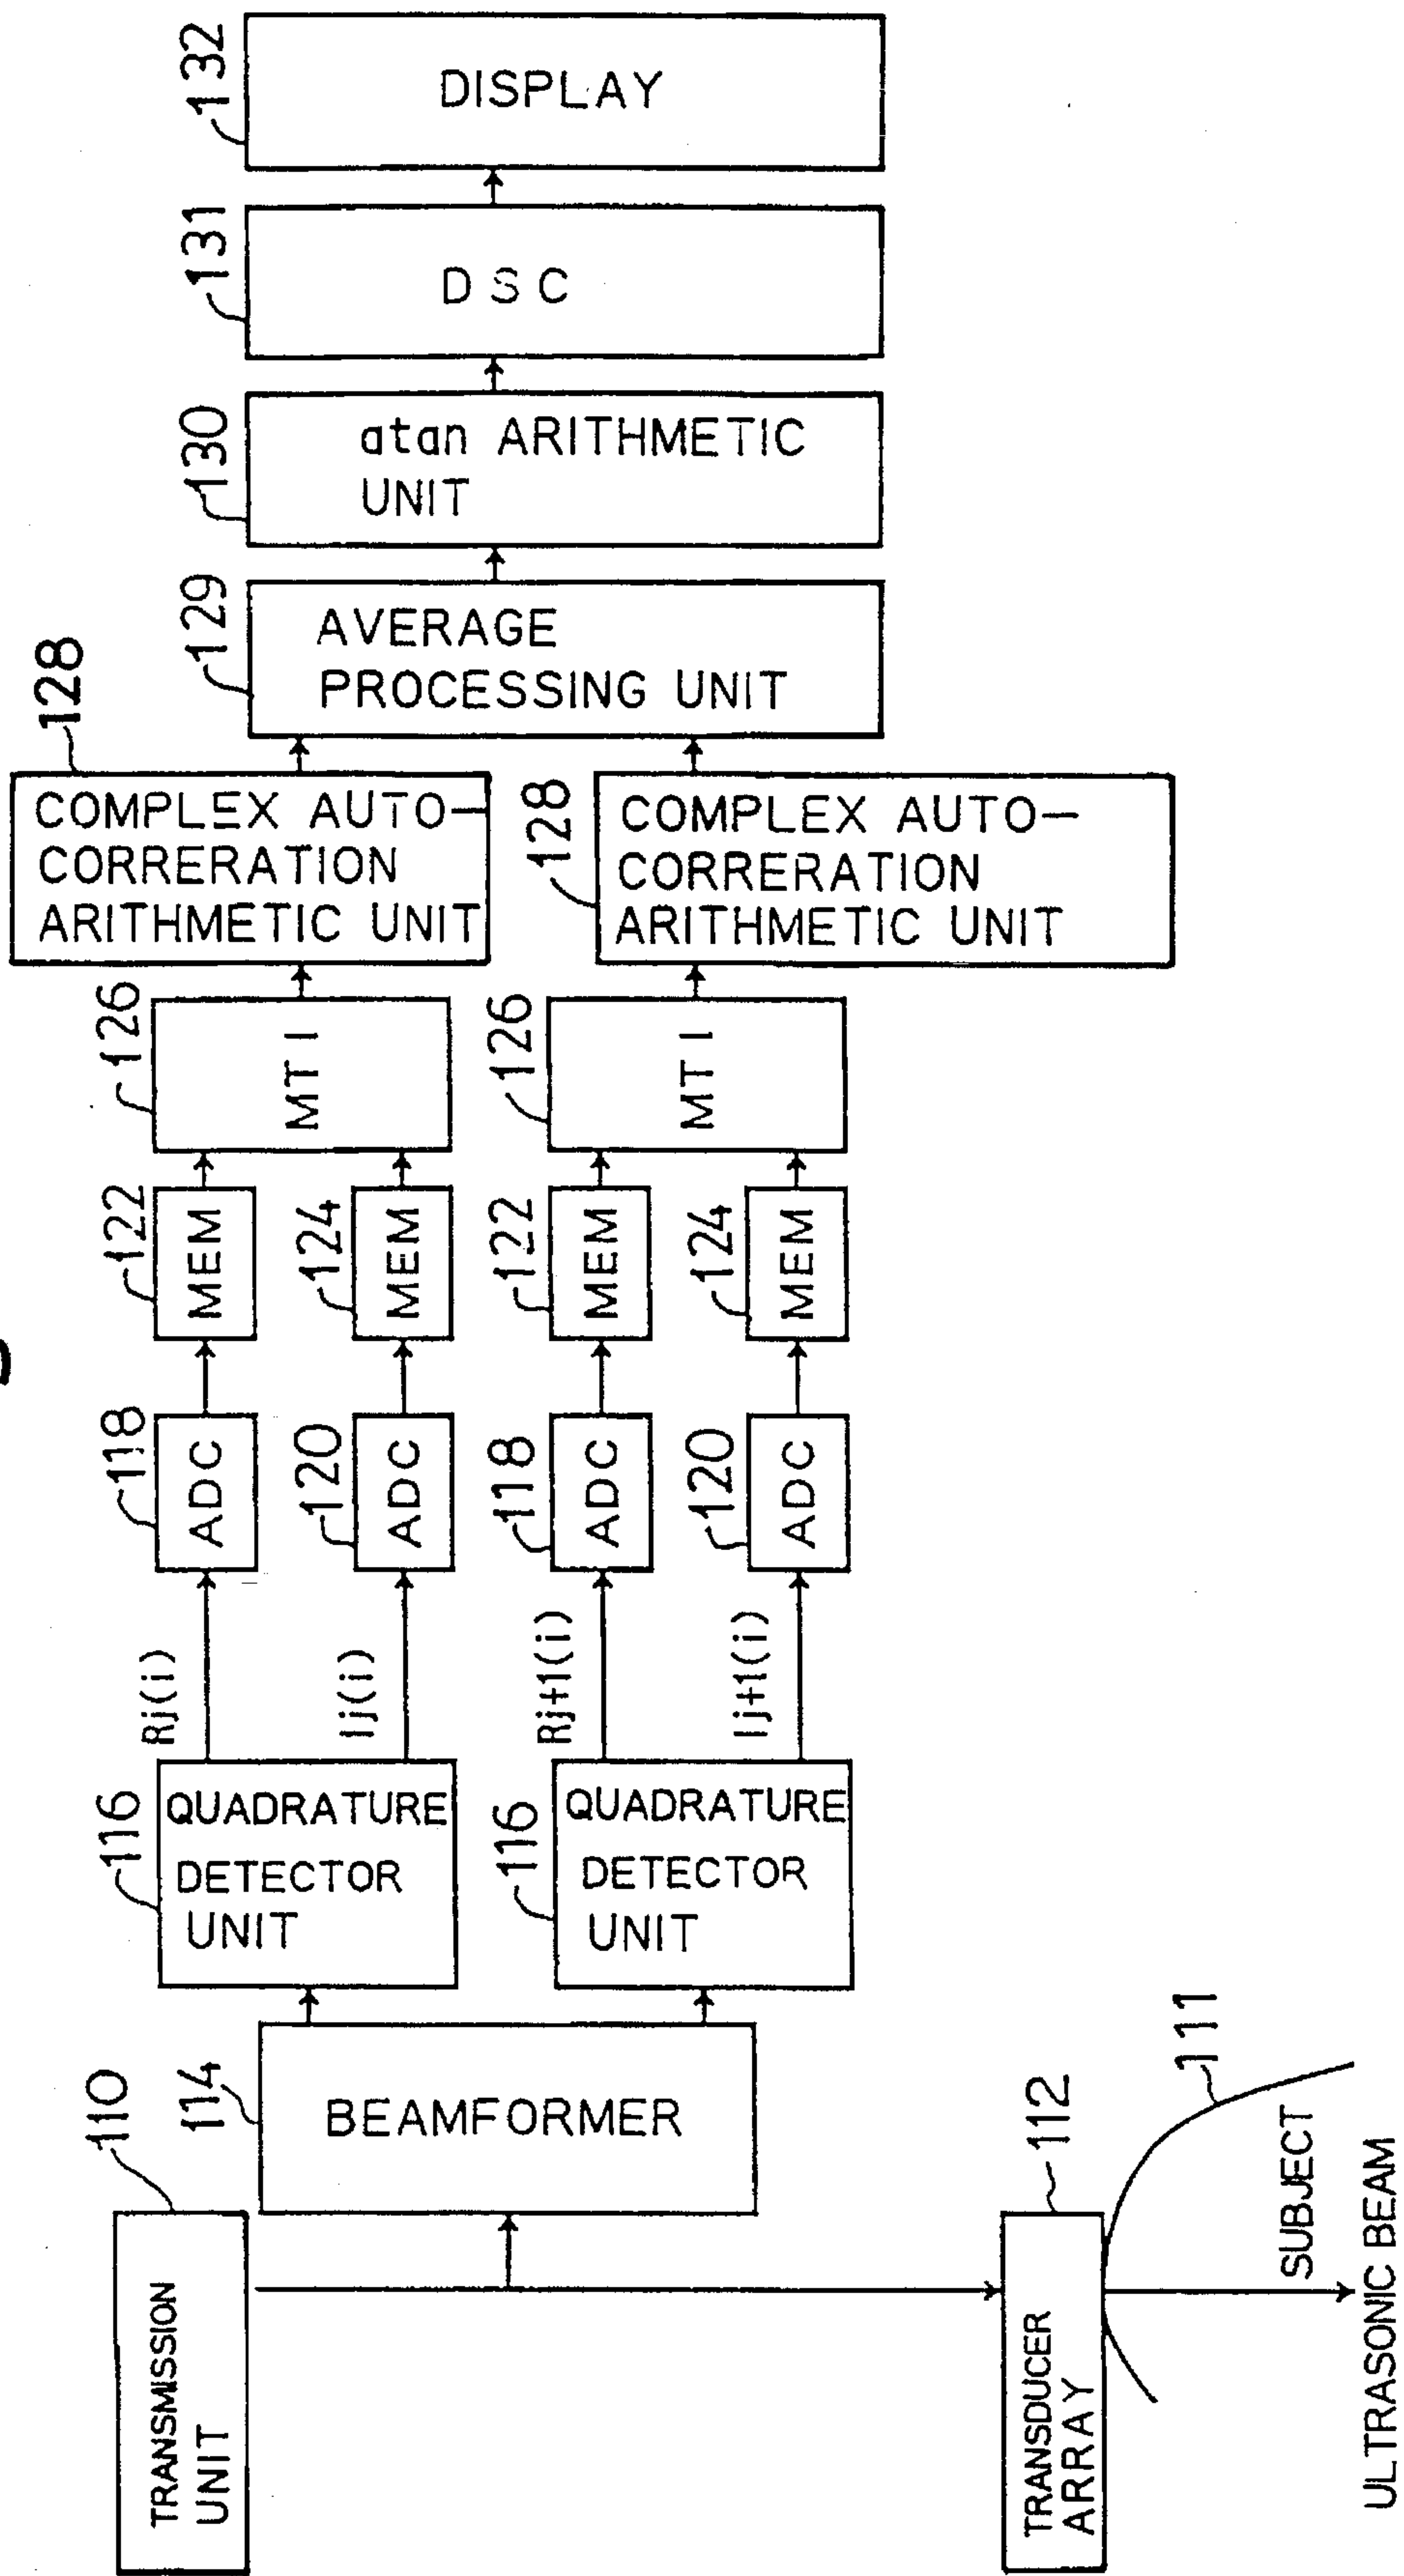 110
TRANSMISSION
UNIT
114
BEAMFORMER
112
TRANSDUCER
ARRAY
111
SUBJECT
ULTRASONIC BEAM
116
QUADRATURE
DETECTOR
UNIT
116
QUADRATURE
DETECTOR
UNIT
Rj(i)
Ij(i)
Rj+1(i)
Ij+1(i)
118
ADC
120
ADC
118
ADC
120
ADC
122
MEM
124
MEM
122
MEM
124
MEM
126
MTI
126
MTI
128
COMPLEX AUTO-
CORRERATION
ARITHMETIC UNIT
128
COMPLEX AUTO-
CORRERATION
ARITHMETIC UNIT
129
AVERAGE
PROCESSING UNIT
130
atan ARITHMETIC
UNIT
131
DSC
132
DISPLAY